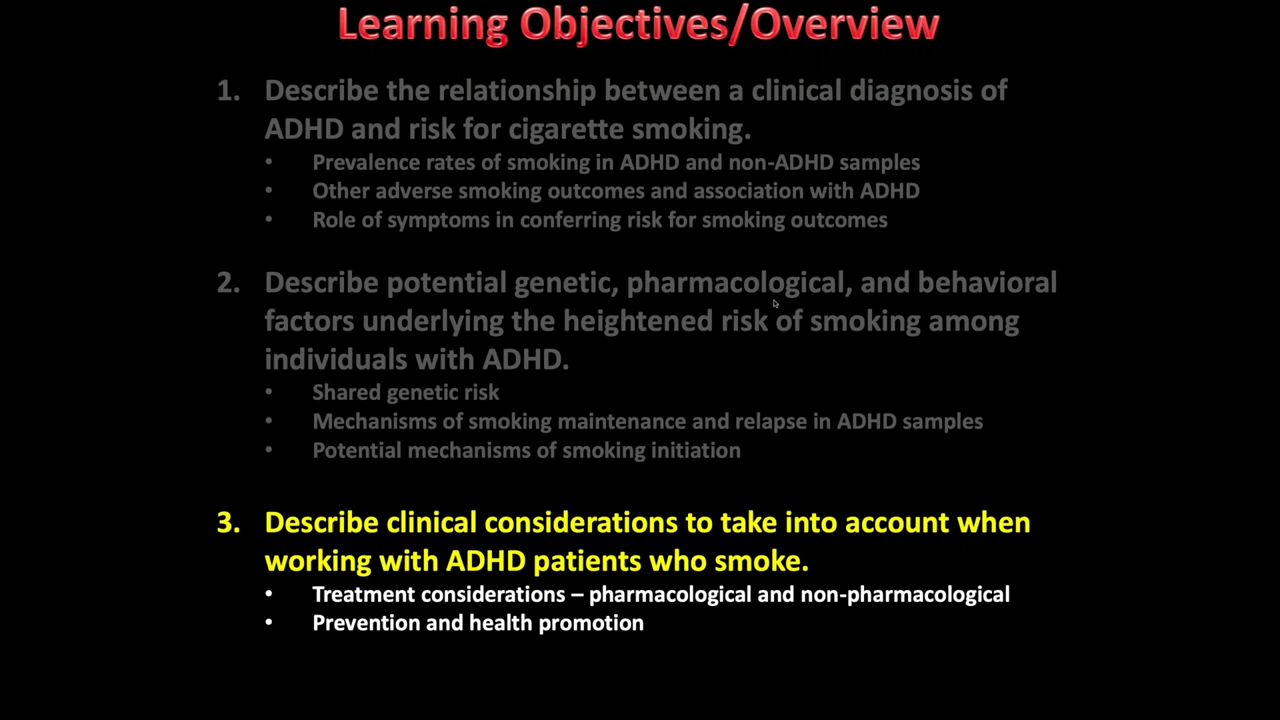 Learning Objectives/Overview
1. Describe the relationship between a clinical diagnosis of
ADHD and risk for cigarette smoking.
• Prevalence rates of smoking in ADHD and non-ADHD samples
• Other adverse smoking outcomes and association with ADHD
• Role of symptoms in conferring risk for smoking outcomes
2. Describe potential genetic, pharmacological, and behavioral
factors underlying the heightened risk of smoking among
individuals with ADHD.
• Shared genetic risk
• Mechanisms of smoking maintenance and relapse in ADHD samples
• Potential mechanisms of smoking initiation
3. Describe clinical considerations to take into account when
working with ADHD patients who smoke.
• Treatment considerations – pharmacological and non-pharmacological
• Prevention and health promotion